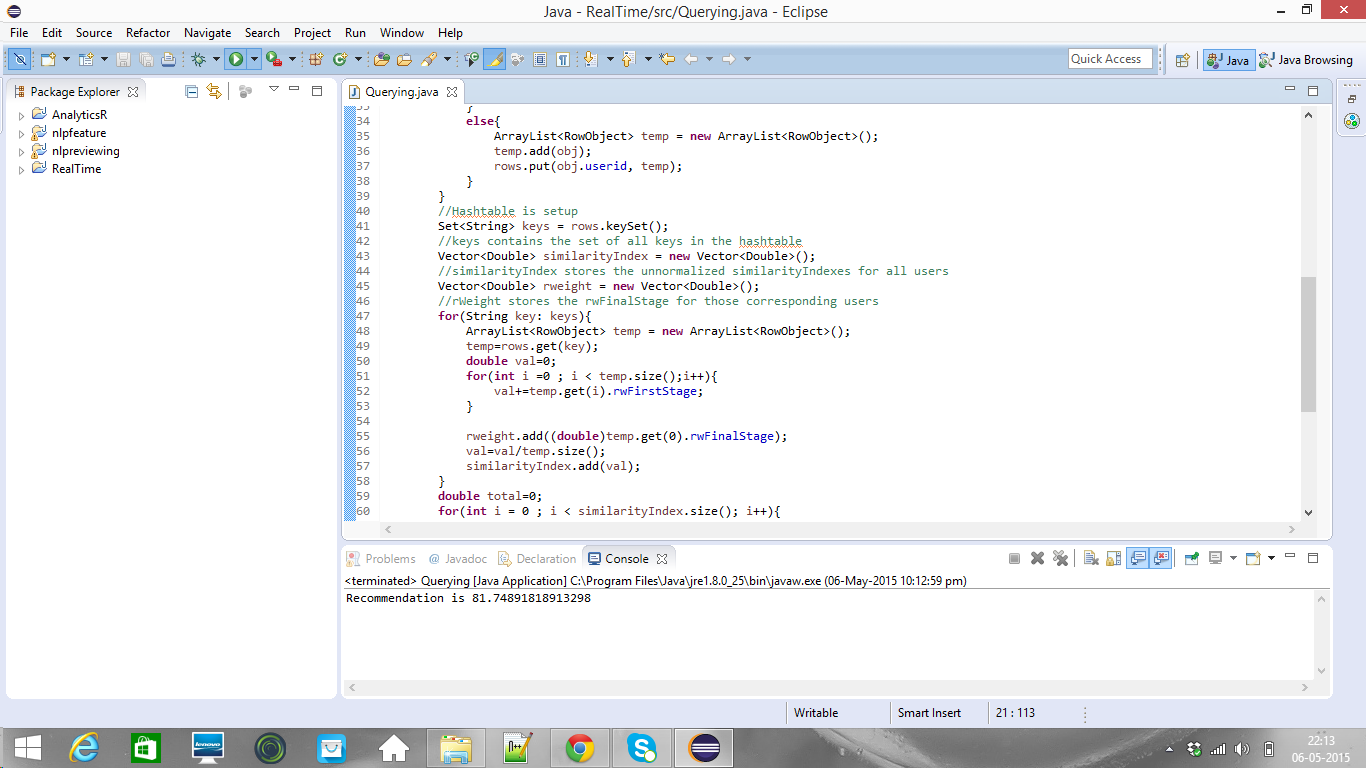 Java - RealTime/src/Querying.java - Eclipse
File Edit Source Refactor Navigate Search Project Run Window Help
Quick Access Java Java Browsing
Package Explorer
AnalyticsR
nlpfeature
nlpreviewing
RealTime
Querying.java
33 }
34 else{
35 ArrayList<RowObject> temp = new ArrayList<RowObject>();
36 temp.add(obj);
37 rows.put(obj.userid, temp);
38 }
39 }
40 //Hashtable is setup
41 Set<String> keys = rows.keySet();
42 //keys contains the set of all keys in the hashtable
43 Vector<Double> similarityIndex = new Vector<Double>();
44 //similarityIndex stores the unnormalized similarityIndexes for all users
45 Vector<Double> rweight = new Vector<Double>();
46 //rWeight stores the rwFinalStage for those corresponding users
47 for(String key: keys){
48 ArrayList<RowObject> temp = new ArrayList<RowObject>();
49 temp=rows.get(key);
50 double val=0;
51 for(int i =0 ; i < temp.size();i++){
52 val+=temp.get(i).rwFirstStage;
53 }
54
55 rweight.add((double)temp.get(0).rwFinalStage);
56 val=val/temp.size();
57 similarityIndex.add(val);
58 }
59 double total=0;
60 for(int i = 0 ; i < similarityIndex.size(); i++){
Problems @ Javadoc Declaration Console
<terminated> Querying [Java Application] C:\Program Files\Java\jre1.8.0_25\bin\javaw.exe (06-May-2015 10:12:59 pm)
Recommendation is 81.74891818913298
Writable Smart Insert 21 : 113
lenovo
22:13
06-05-2015